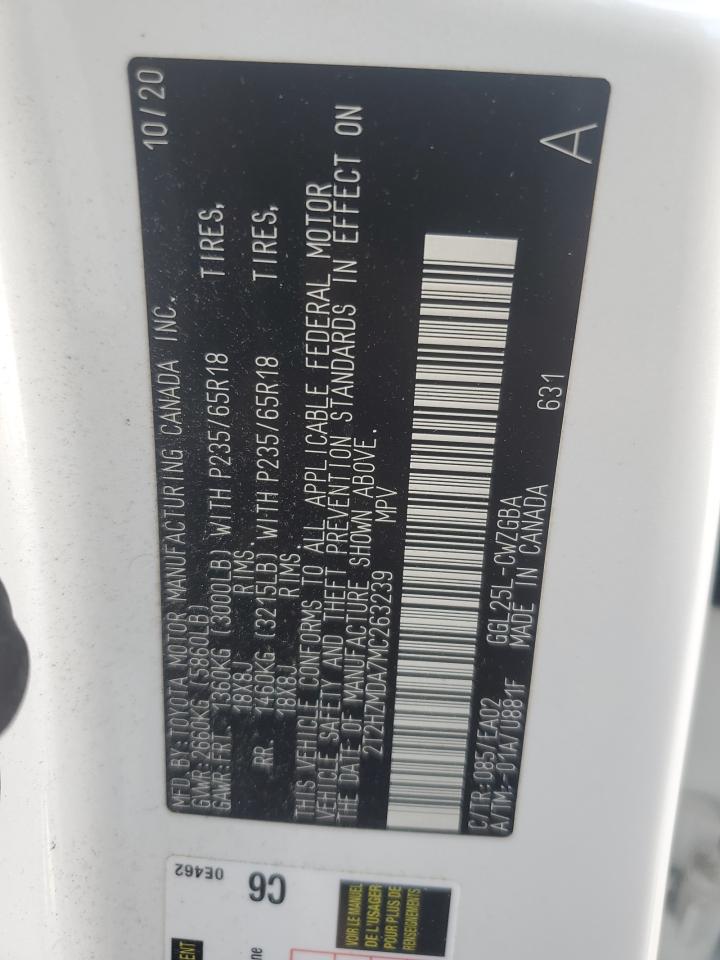 MFD BY:TOYOTA MOTOR MANUFACTURING CANADA INC. 10/20
GVWR:2660KG (5860LB)
GAWR:FRT 1360KG (3000LB) WITH P235/65R18 TIRES,
18X8J RIMS.
RR 1460KG (3215LB) WITH P235/65R18 TIRES,
18X8J RIMS.
THIS VEHICLE CONFORMS TO ALL APPLICABLE FEDERAL MOTOR
VEHICLE SAFETY AND THEFT PREVENTION STANDARDS IN EFFECT ON
THE DATE OF MANUFACTURE SHOWN ABOVE.
2T2HZMDA7MC263239 MPV
C/TR:085/EA02 GGL25L-CWZGBA
A/TM:-01A/0881F MADE IN CANADA 631 A
0E462
C6
VOIR LE MANUEL
DE L'USAGER
POUR PLUS DE
RENSEIGNEMENTS